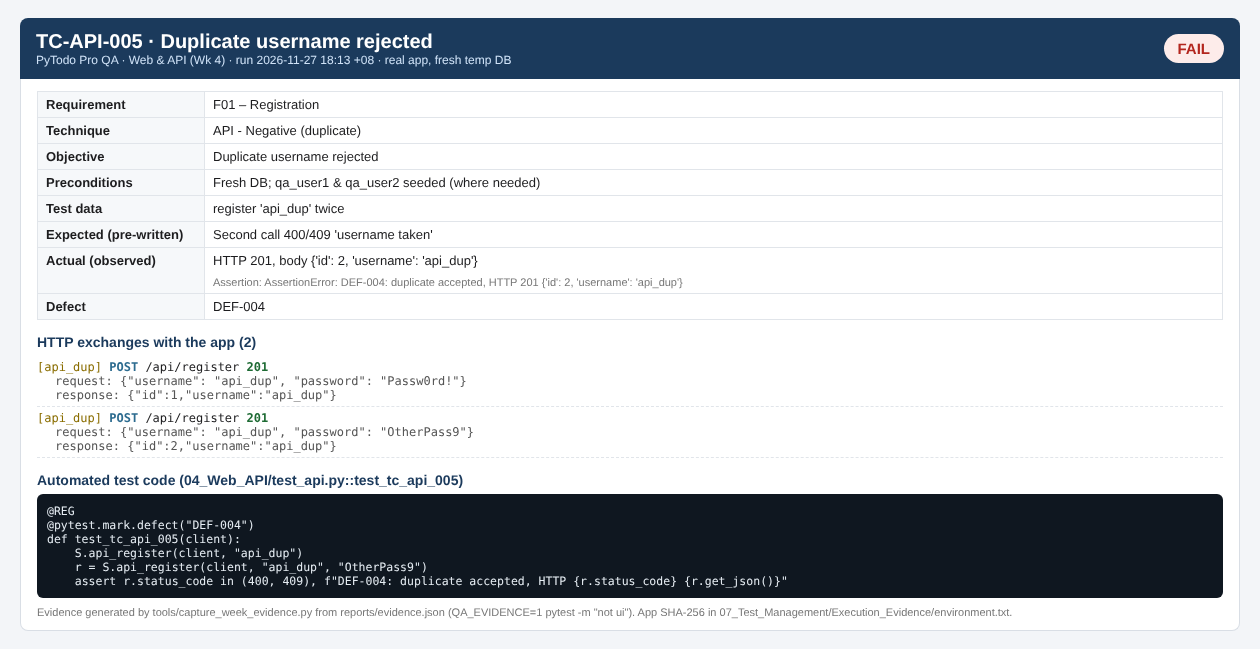 TC-API-005 · Duplicate username rejected
PyTodo Pro QA · Web & API (Wk 4) · run 2026-11-27 18:13 +08 · real app, fresh temp DB
FAIL
Requirement F01 – Registration
Technique API - Negative (duplicate)
Objective Duplicate username rejected
Preconditions Fresh DB; qa_user1 & qa_user2 seeded (where needed)
Test data register 'api_dup' twice
Expected (pre-written) Second call 400/409 'username taken'
Actual (observed) HTTP 201, body {'id': 2, 'username': 'api_dup'}
Assertion: AssertionError: DEF-004: duplicate accepted, HTTP 201 {'id': 2, 'username': 'api_dup'}
Defect DEF-004
HTTP exchanges with the app (2)
[api_dup] POST /api/register 201
request: {"username": "api_dup", "password": "Passw0rd!"}
response: {"id":1,"username":"api_dup"}
[api_dup] POST /api/register 201
request: {"username": "api_dup", "password": "OtherPass9"}
response: {"id":2,"username":"api_dup"}
Automated test code (04_Web_API/test_api.py::test_tc_api_005)
@REG
@pytest.mark.defect("DEF-004")
def test_tc_api_005(client):
    S.api_register(client, "api_dup")
    r = S.api_register(client, "api_dup", "OtherPass9")
    assert r.status_code in (400, 409), f"DEF-004: duplicate accepted, HTTP {r.status_code} {r.get_json()}"
Evidence generated by tools/capture_week_evidence.py from reports/evidence.json (QA_EVIDENCE=1 pytest -m "not ui"). App SHA-256 in 07_Test_Management/Execution_Evidence/environment.txt.